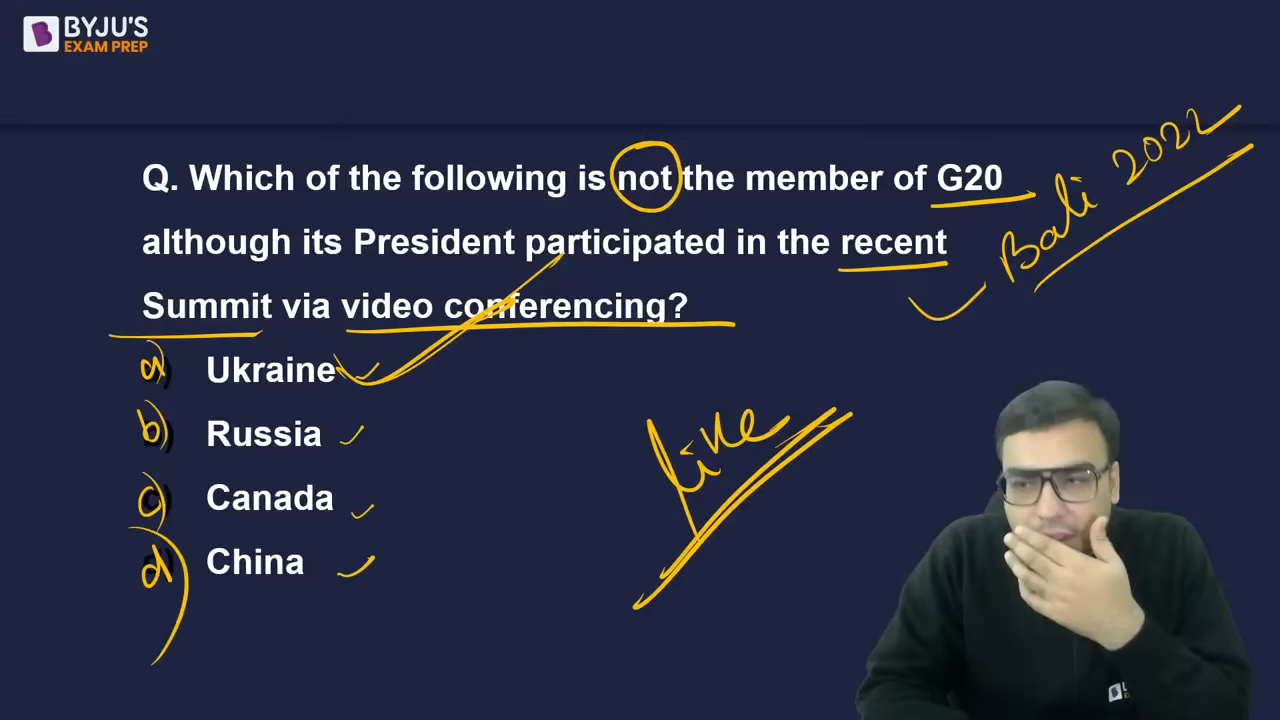 BYJU'S
EXAM PREP
Q. Which of the following is not the member of G20
although its President participated in the recent
Summit via video conferencing?
a) Ukraine
b) Russia
c) Canada
d) China
Bali 2022
like